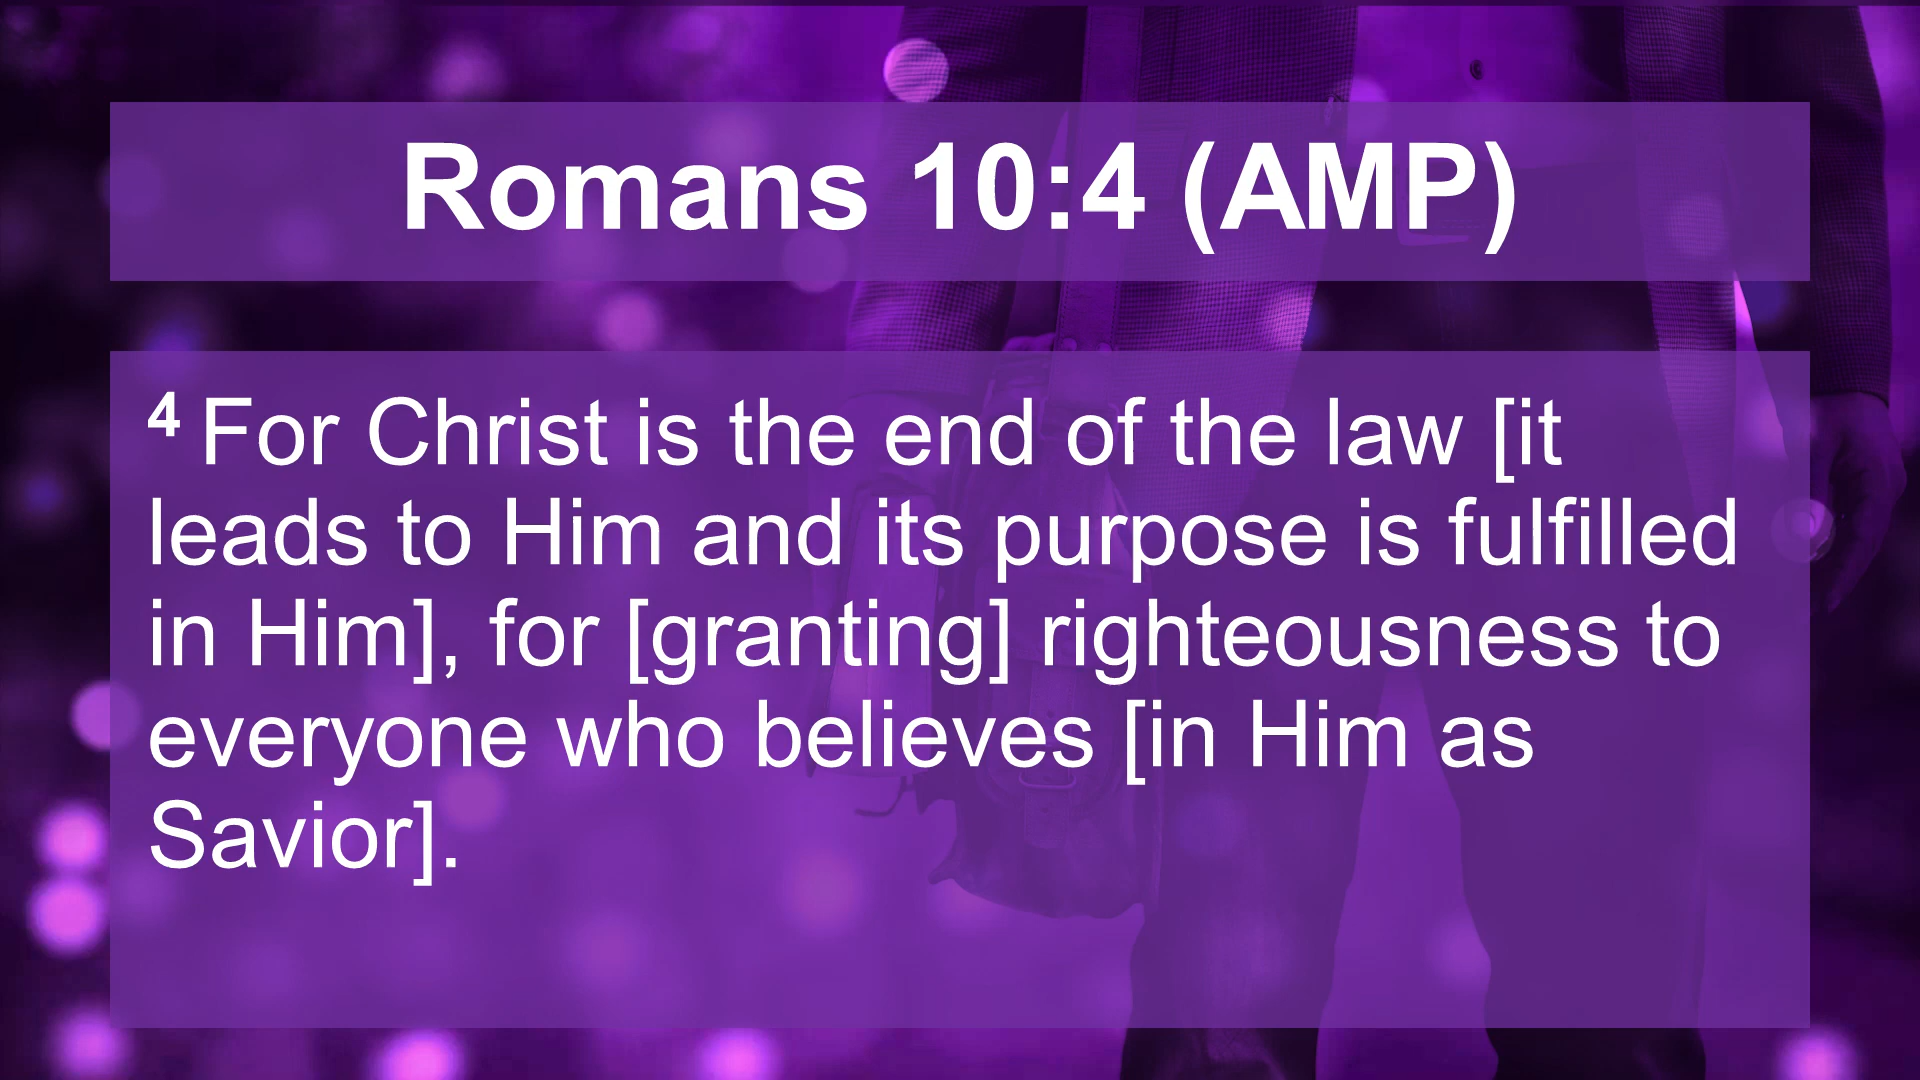 Romans 10:4 (AMP)
4 For Christ is the end of the law [it
leads to Him and its purpose is fulfilled
in Him], for [granting] righteousness to
everyone who believes [in Him as
Savior].